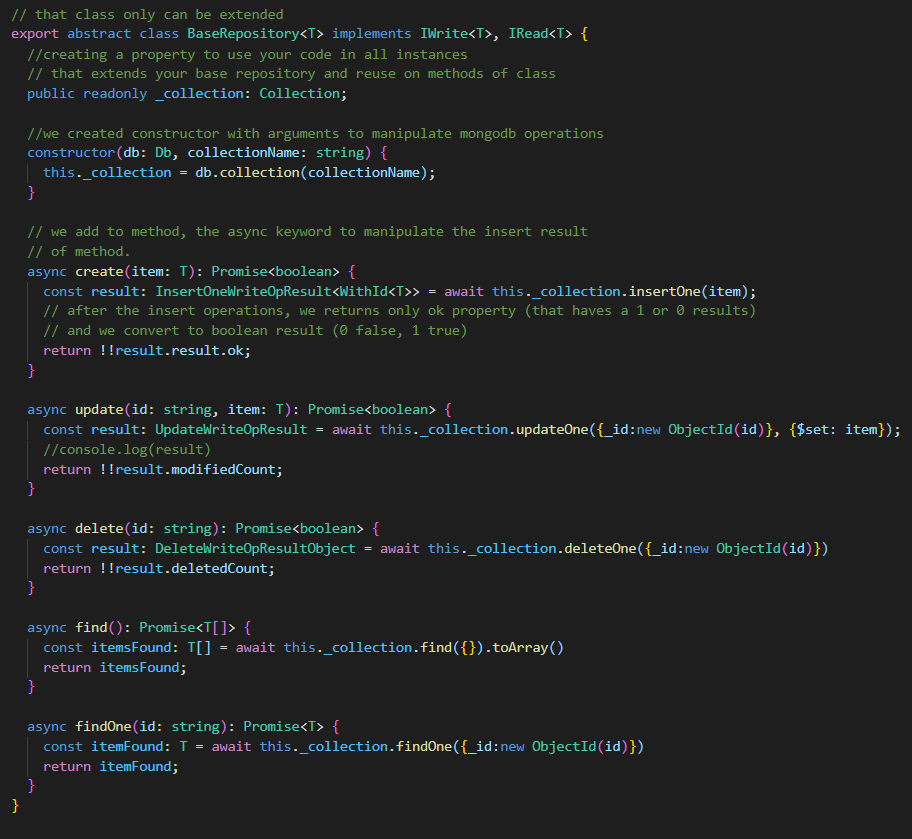 // that class only can be extended
export abstract class BaseRepository<T> implements IWrite<T>, IRead<T> {
  //creating a property to use your code in all instances
  // that extends your base repository and reuse on methods of class
  public readonly _collection: Collection;

  //we created constructor with arguments to manipulate mongodb operations
  constructor(db: Db, collectionName: string) {
    this._collection = db.collection(collectionName);
  }

  // we add to method, the async keyword to manipulate the insert result
  // of method.
  async create(item: T): Promise<boolean> {
    const result: InsertOneWriteOpResult<WithId<T>> = await this._collection.insertOne(item);
    // after the insert operations, we returns only ok property (that haves a 1 or 0 results)
    // and we convert to boolean result (0 false, 1 true)
    return !!result.result.ok;
  }

  async update(id: string, item: T): Promise<boolean> {
    const result: UpdateWriteOpResult = await this._collection.updateOne({_id:new ObjectId(id)}, {$set: item});
    //console.log(result)
    return !!result.modifiedCount;
  }

  async delete(id: string): Promise<boolean> {
    const result: DeleteWriteOpResultObject = await this._collection.deleteOne({_id:new ObjectId(id)})
    return !!result.deletedCount;
  }

  async find(): Promise<T[]> {
    const itemsFound: T[] = await this._collection.find({}).toArray()
    return itemsFound;
  }

  async findOne(id: string): Promise<T> {
    const itemFound: T = await this._collection.findOne({_id:new ObjectId(id)})
    return itemFound;
  }
}